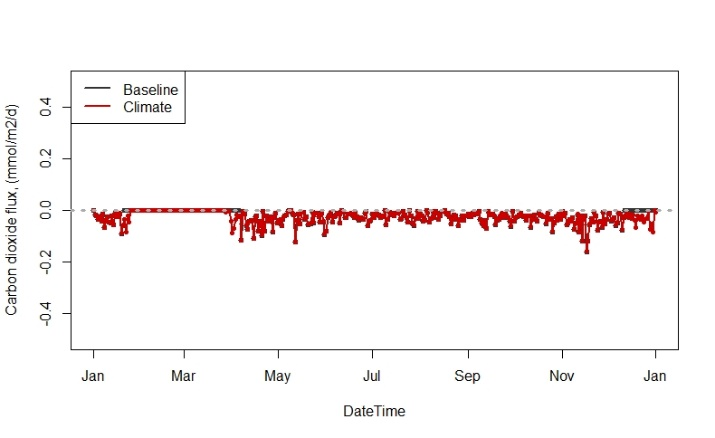 Baseline
Climate
Carbon dioxide flux, (mmol/m2/d)
0.4
0.2
0.0
-0.2
-0.4
Jan Mar May Jul Sep Nov Jan
DateTime